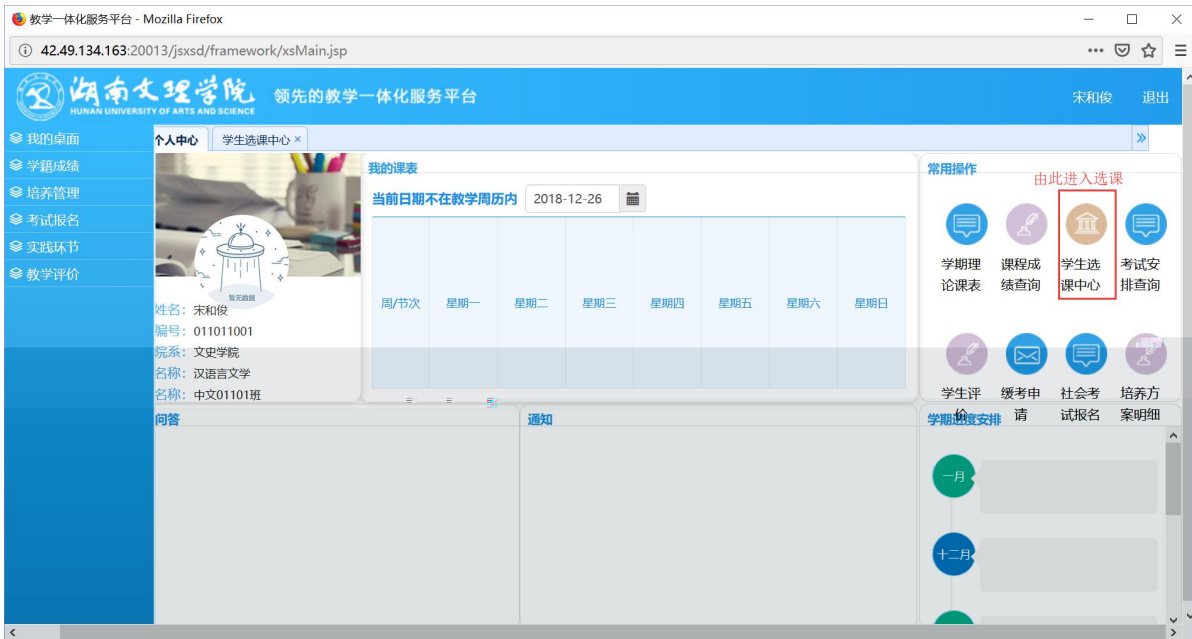 教学一体化服务平台 - Mozilla Firefox
42.49.134.163:20013/jsxsd/framework/xsMain.jsp
湖南文理学院
HUNAN UNIVERSITY OF ARTS AND SCIENCE
领先的教学一体化服务平台
宋和俊 退出
我的桌面
学籍成绩
培养管理
考试报名
实践环节
教学评价
个人中心 学生选课中心 ×
暂无数据
姓名: 宋和俊
编号: 011011001
院系: 文史学院
名称: 汉语言文学
名称: 中文01101班
我的课表
当前日期不在教学周历内 2018-12-26
周/节次 星期一 星期二 星期三 星期四 星期五 星期六 星期日
常用操作
由此进入选课
学期理论课表
课程成绩查询
学生选课中心
考试安排查询
学生评价
缓考申请
社会考试报名
培养方案明细
问答
通知
学期进度安排
一月
十二月